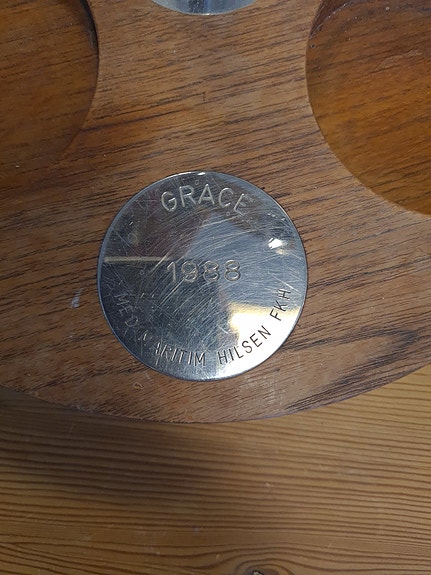 GRACE
1988
MED MARITIM HILSEN FKH